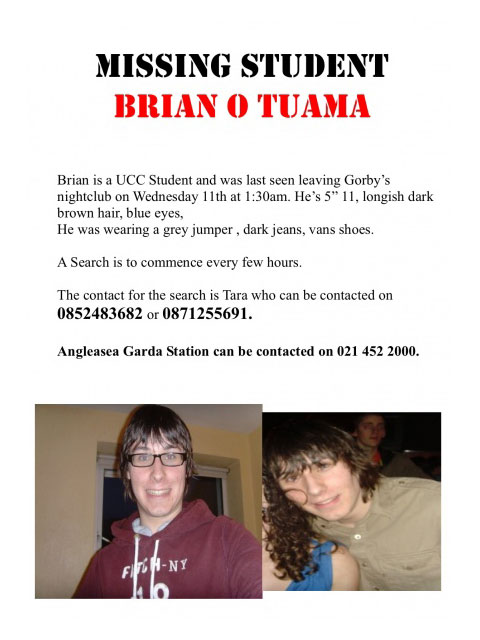 MISSING STUDENT
BRIAN O TUAMA
Brian is a UCC Student and was last seen leaving Gorby's
nightclub on Wednesday 11th at 1:30am. He's 5" 11, longish dark
brown hair, blue eyes,
He was wearing a grey jumper , dark jeans, vans shoes.
A Search is to commence every few hours.
The contact for the search is Tara who can be contacted on
0852483682 or 0871255691.
Angleasea Garda Station can be contacted on 021 452 2000.